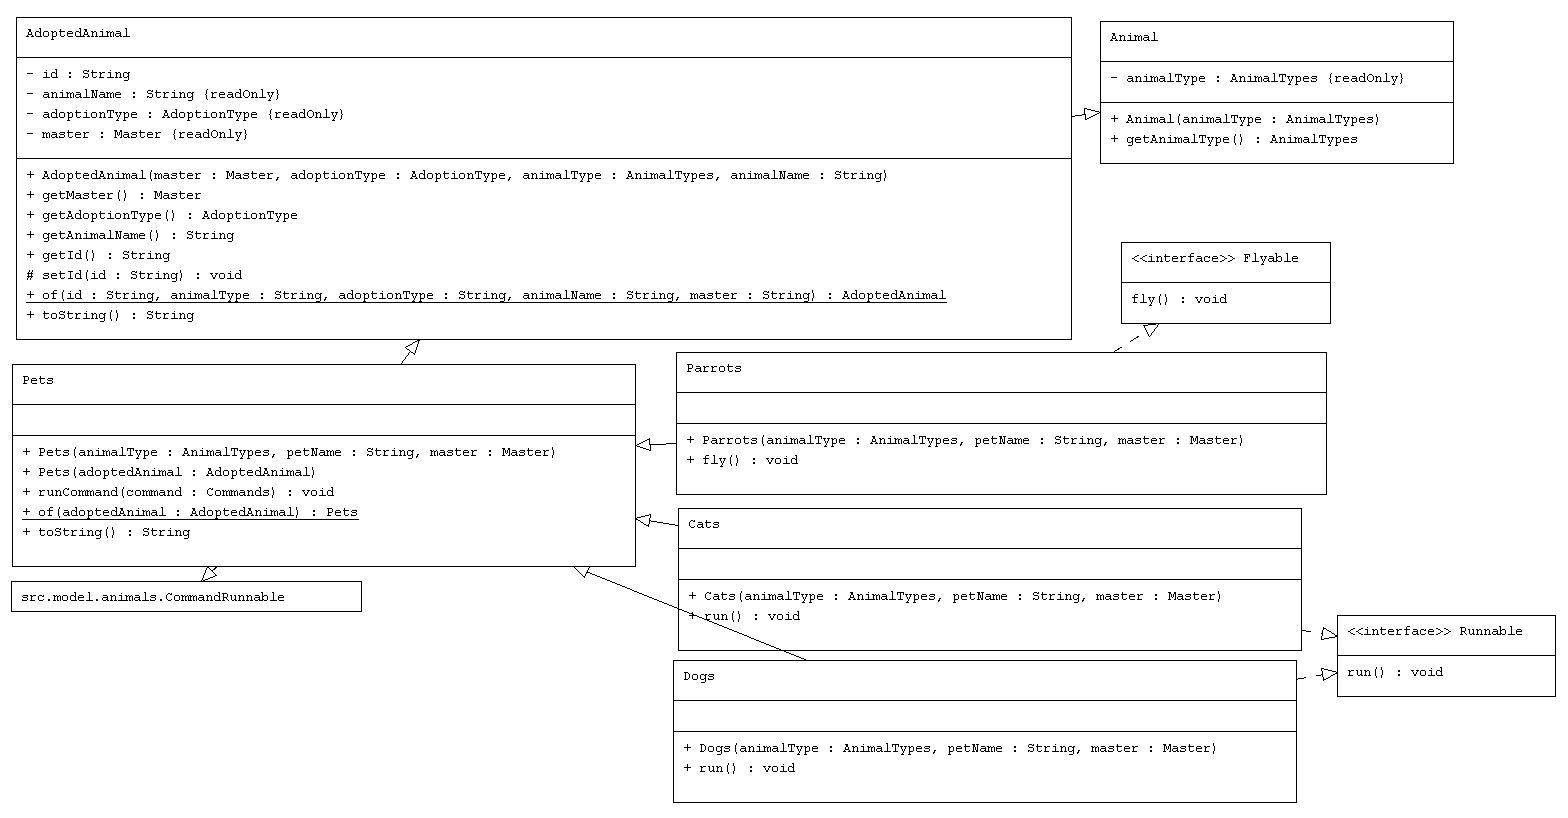 AdoptedAnimal
- id : String
- animalName : String {readOnly}
- adoptionType : AdoptionType {readOnly}
- master : Master {readOnly}
+ AdoptedAnimal(master : Master, adoptionType : AdoptionType, animalType : AnimalTypes, animalName : String)
+ getMaster() : Master
+ getAdoptionType() : AdoptionType
+ getAnimalName() : String
+ getId() : String
# setId(id : String) : void
+ of(id : String, animalType : String, adoptionType : String, animalName : String, master : String) : AdoptedAnimal
+ toString() : String
Animal
- animalType : AnimalTypes {readOnly}
+ Animal(animalType : AnimalTypes)
+ getAnimalType() : AnimalTypes
<<interface>> Flyable
fly() : void
Pets
+ Pets(animalType : AnimalTypes, petName : String, master : Master)
+ Pets(adoptedAnimal : AdoptedAnimal)
+ runCommand(command : Commands) : void
+ of(adoptedAnimal : AdoptedAnimal) : Pets
+ toString() : String
Parrots
+ Parrots(animalType : AnimalTypes, petName : String, master : Master)
+ fly() : void
Cats
+ Cats(animalType : AnimalTypes, petName : String, master : Master)
+ run() : void
src.model.animals.CommandRunnable
<<interface>> Runnable
run() : void
Dogs
+ Dogs(animalType : AnimalTypes, petName : String, master : Master)
+ run() : void